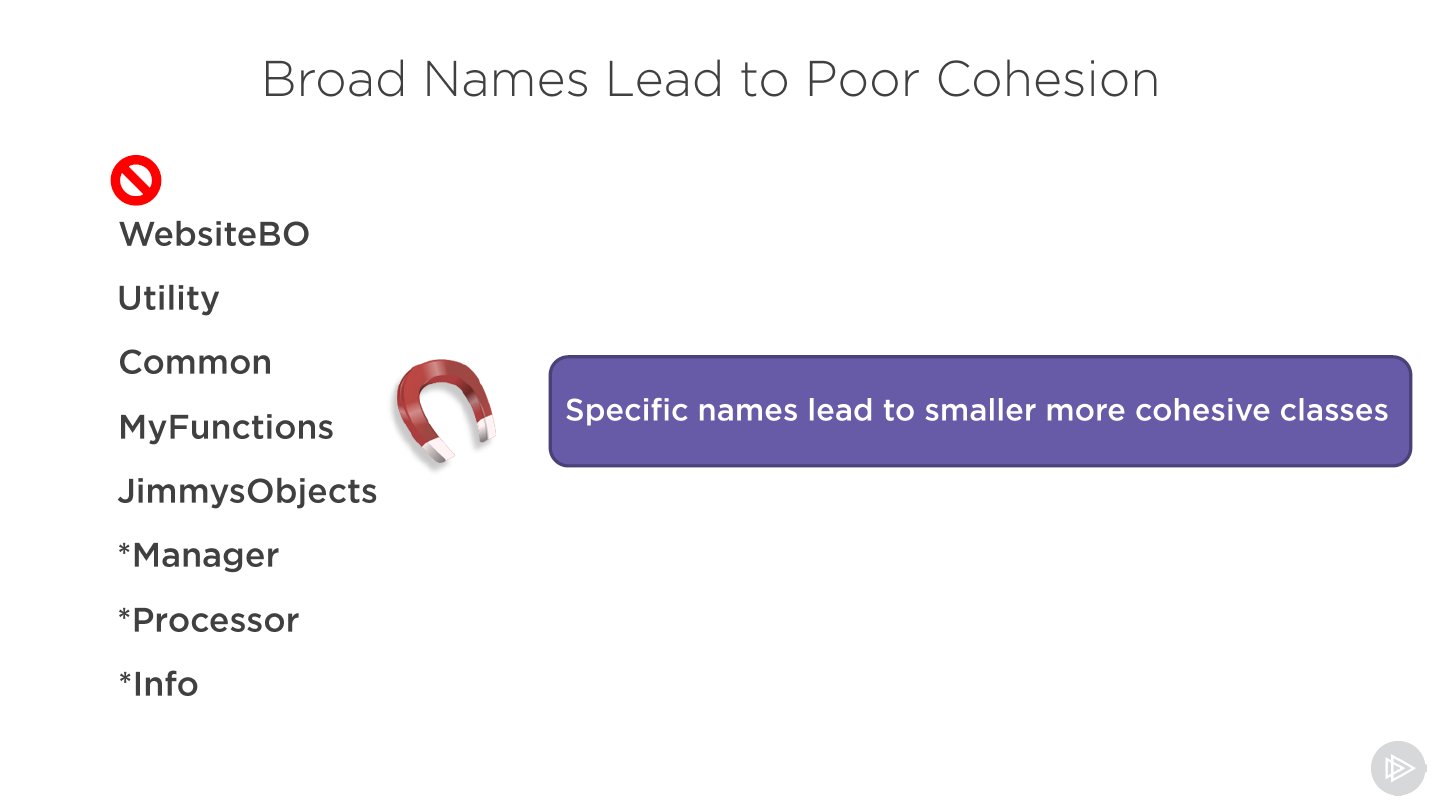 Broad Names Lead to Poor Cohesion
WebsiteBO
Utility
Common
MyFunctions
JimmysObjects
*Manager
*Processor
*Info
Specific names lead to smaller more cohesive classes